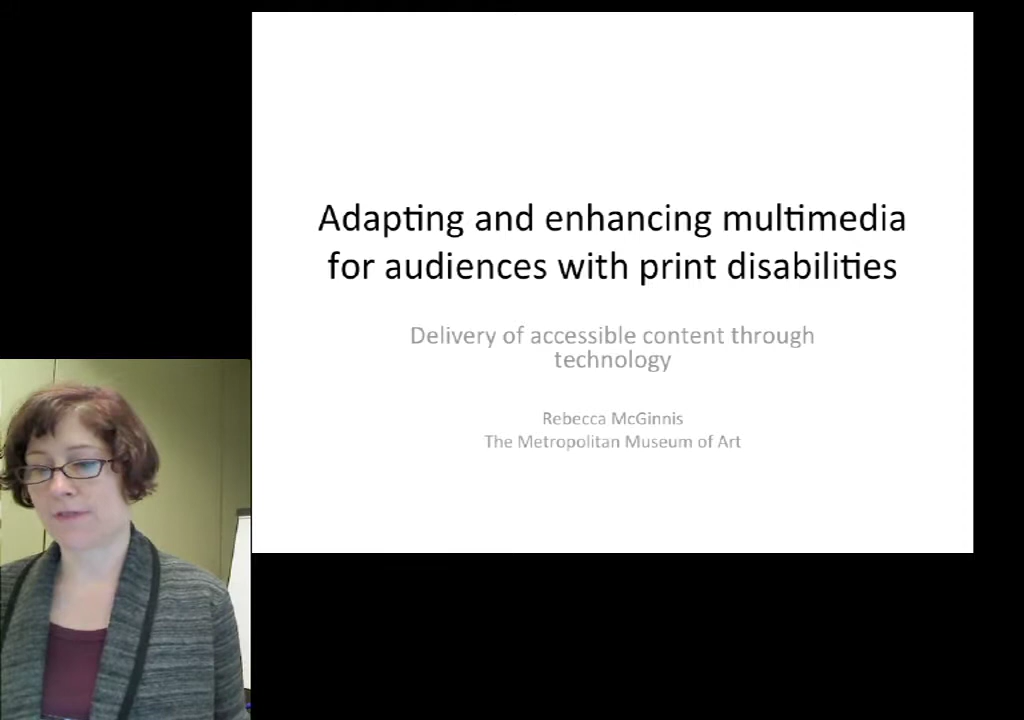 Adapting and enhancing multimedia
for audiences with print disabilities
Delivery of accessible content through
technology
Rebecca McGinnis
The Metropolitan Museum of Art